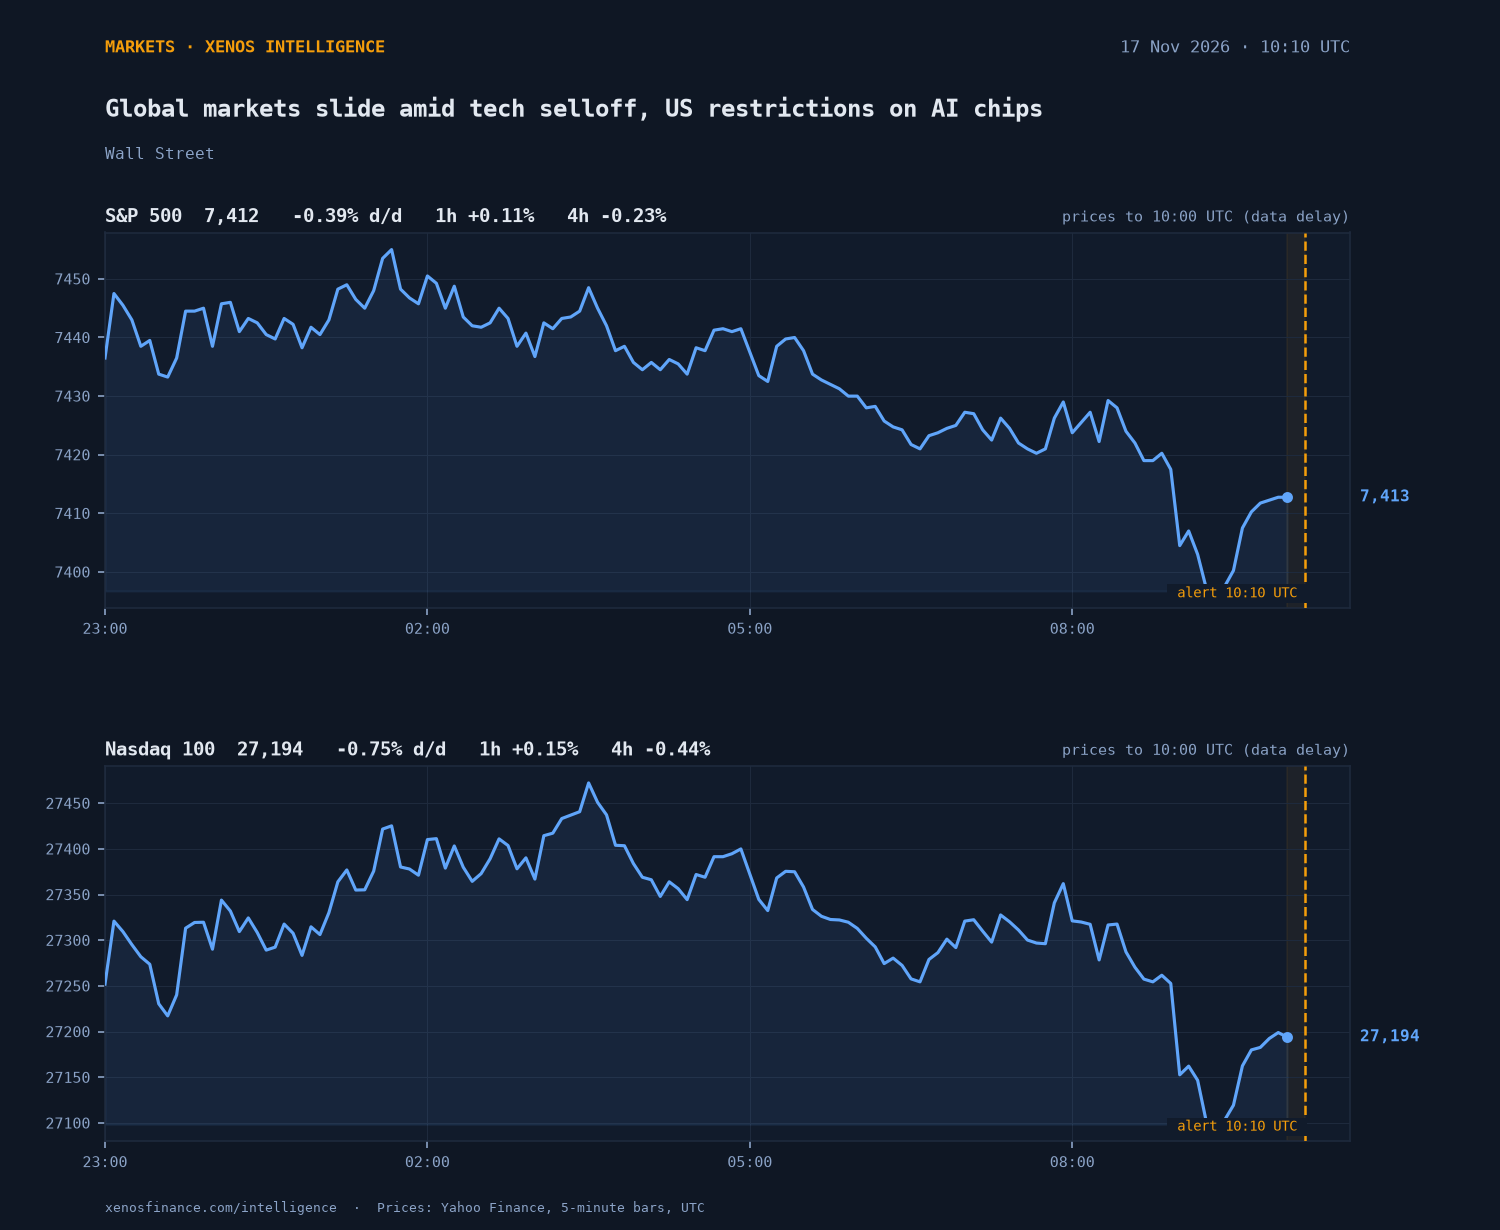 MARKETS · XENOS INTELLIGENCE 17 Nov 2026 · 10:10 UTC
Global markets slide amid tech selloff, US restrictions on AI chips
Wall Street
S&P 500 7,412 -0.39% d/d 1h +0.11% 4h -0.23% prices to 10:00 UTC (data delay)
7450
7440
7430
7420
7410
7400
7,413
alert 10:10 UTC
23:00 02:00 05:00 08:00
Nasdaq 100 27,194 -0.75% d/d 1h +0.15% 4h -0.44% prices to 10:00 UTC (data delay)
27450
27400
27350
27300
27250
27200
27150
27100
27,194
alert 10:10 UTC
23:00 02:00 05:00 08:00
xenosfinance.com/intelligence · Prices: Yahoo Finance, 5-minute bars, UTC